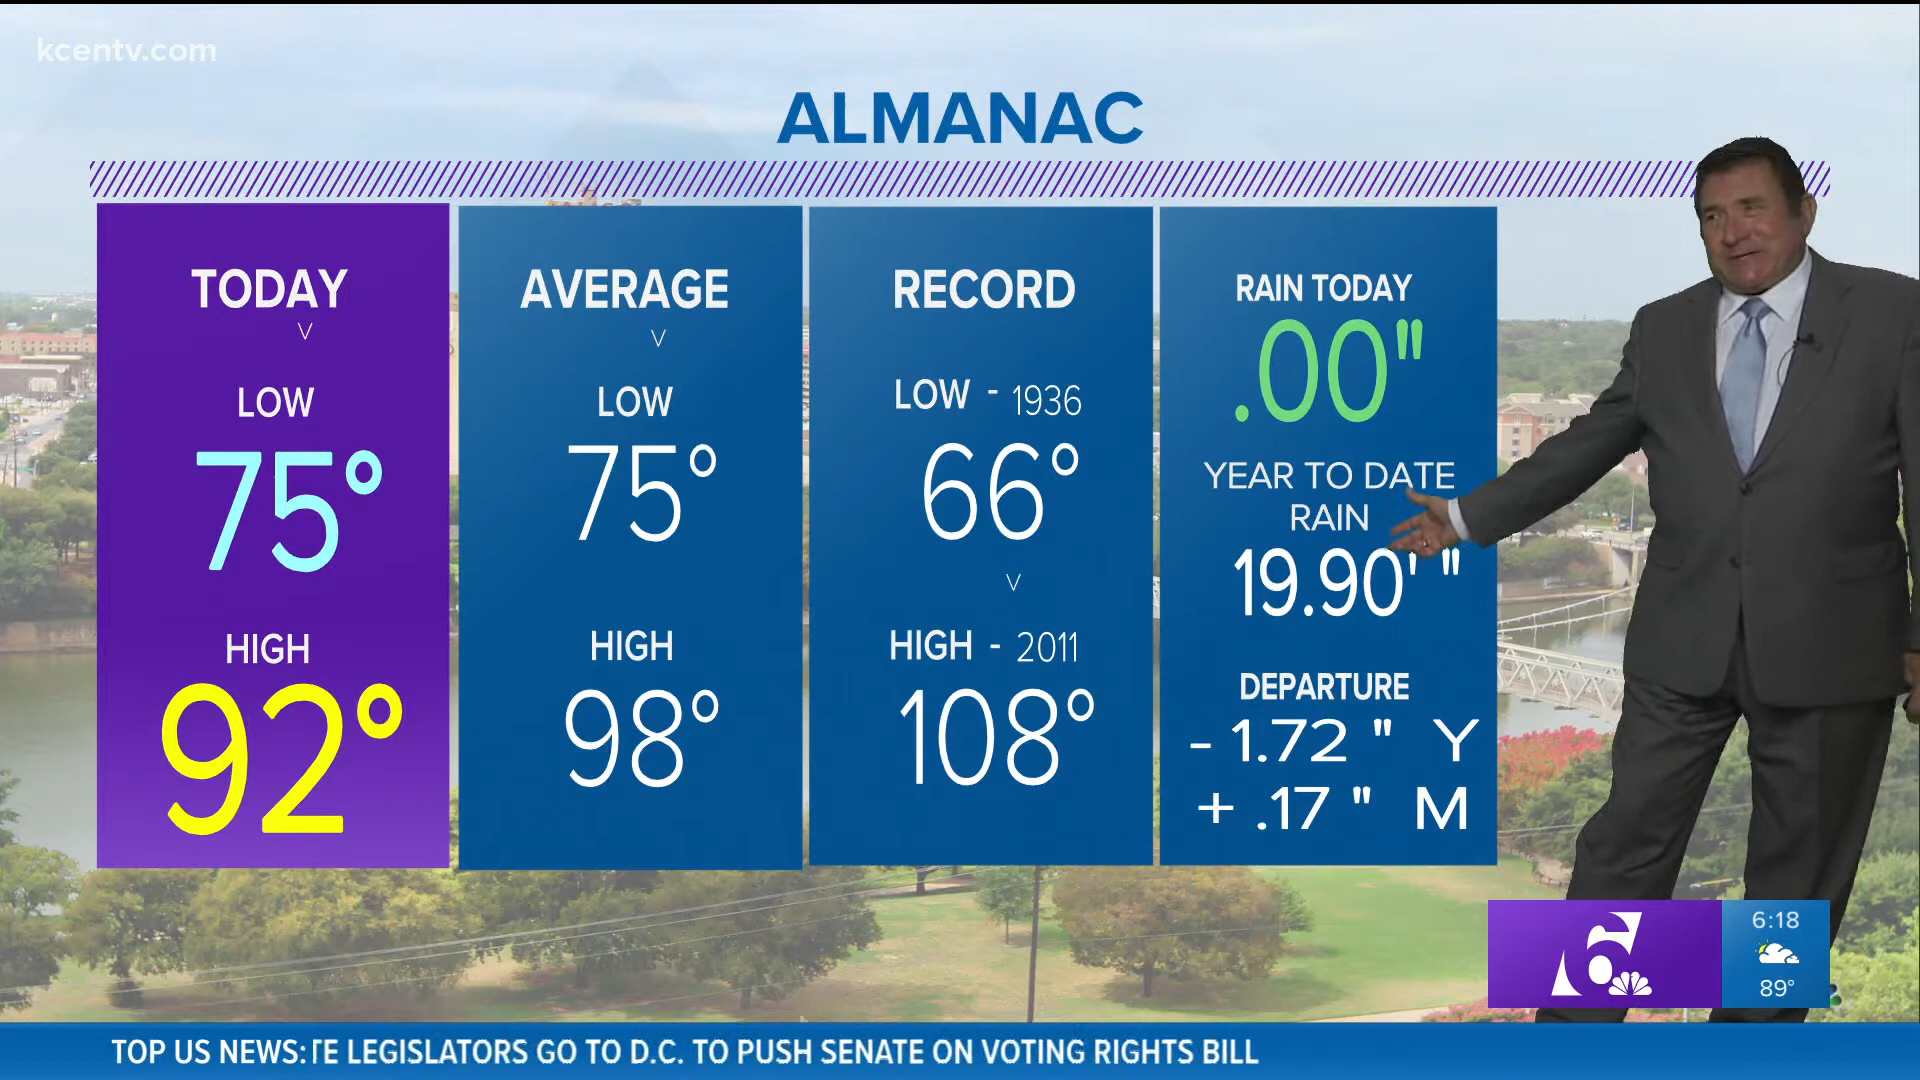 kcentv.com
ALMANAC
TODAY
V
LOW
75°
HIGH
92°
AVERAGE
V
LOW
75°
HIGH
98°
RECORD
LOW - 1936
66°
V
HIGH - 2011
108°
RAIN TODAY
.00"
YEAR TO DATE
RAIN
19.90' "
DEPARTURE
- 1.72 " Y
+ .17 " M
6
6:18
89°
TOP US NEWS: TE LEGISLATORS GO TO D.C. TO PUSH SENATE ON VOTING RIGHTS BILL